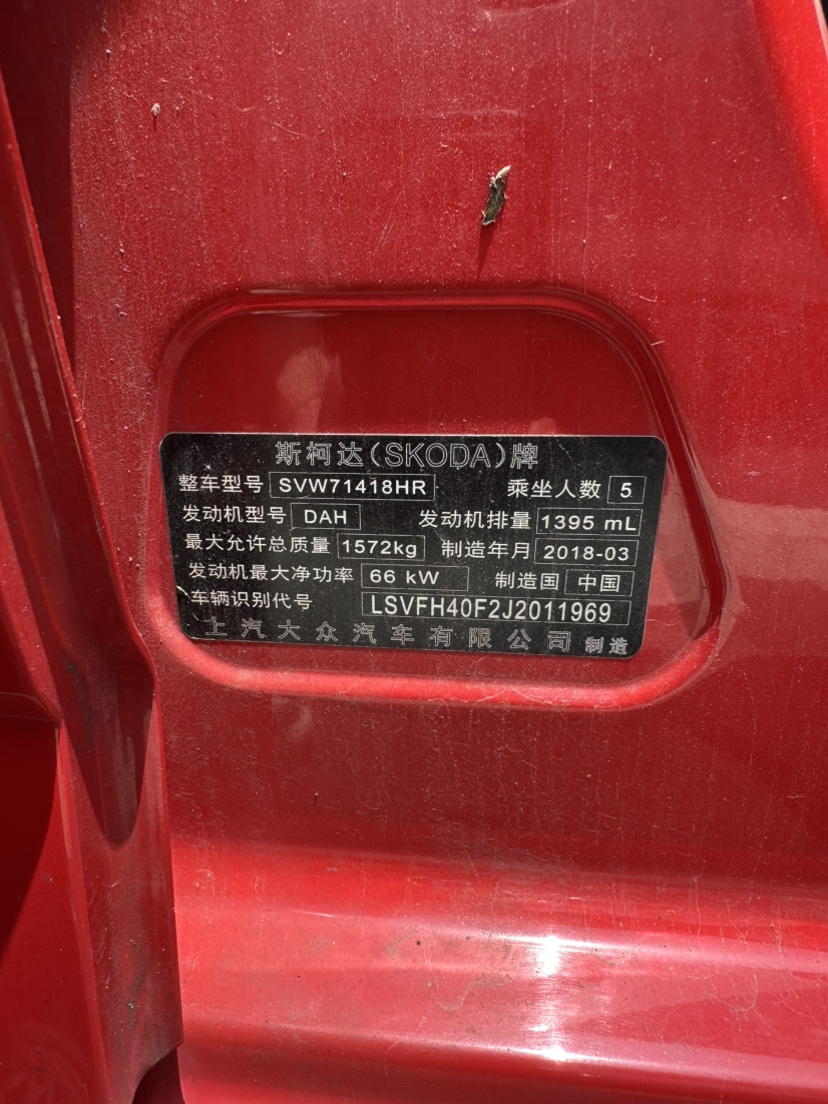 斯柯达(SKODA)牌
整车型号 SVW71418HR 乘坐人数 5
发动机型号 DAH 发动机排量 1395 mL
最大允许总质量 1572kg 制造年月 2018-03
发动机最大净功率 66 kW 制造国 中国
车辆识别代号 LSVFH40F2J2011969
上汽大众汽车有限公司 制造